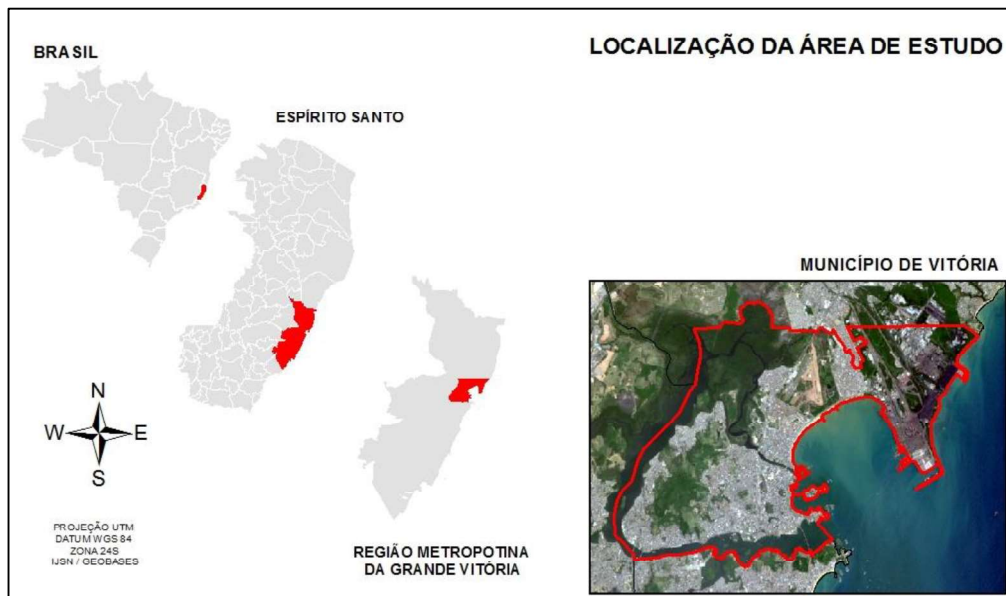 LOCALIZAÇÃO DA ÁREA DE ESTUDO
BRASIL
ESPÍRITO SANTO
MUNICÍPIO DE VITÓRIA
N
W E
S
PROJEÇÃO UTM
DATUM WGS 84
ZONA 24S
IJSN / GEOBASES
REGIÃO METROPOTINA
DA GRANDE VITÓRIA